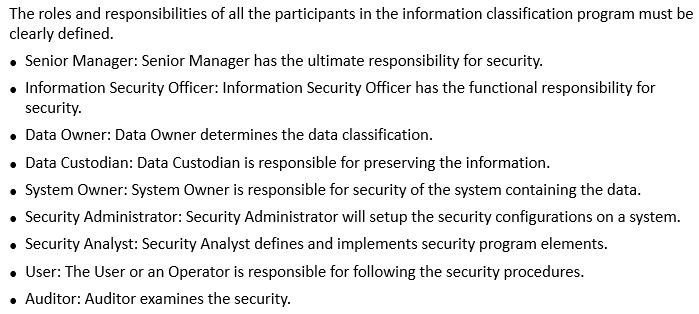 The roles and responsibilities of all the participants in the information classification program must be
clearly defined.
• Senior Manager: Senior Manager has the ultimate responsibility for security.
• Information Security Officer: Information Security Officer has the functional responsibility for
security.
• Data Owner: Data Owner determines the data classification.
• Data Custodian: Data Custodian is responsible for preserving the information.
• System Owner: System Owner is responsible for security of the system containing the data.
• Security Administrator: Security Administrator will setup the security configurations on a system.
• Security Analyst: Security Analyst defines and implements security program elements.
• User: The User or an Operator is responsible for following the security procedures.
• Auditor: Auditor examines the security.